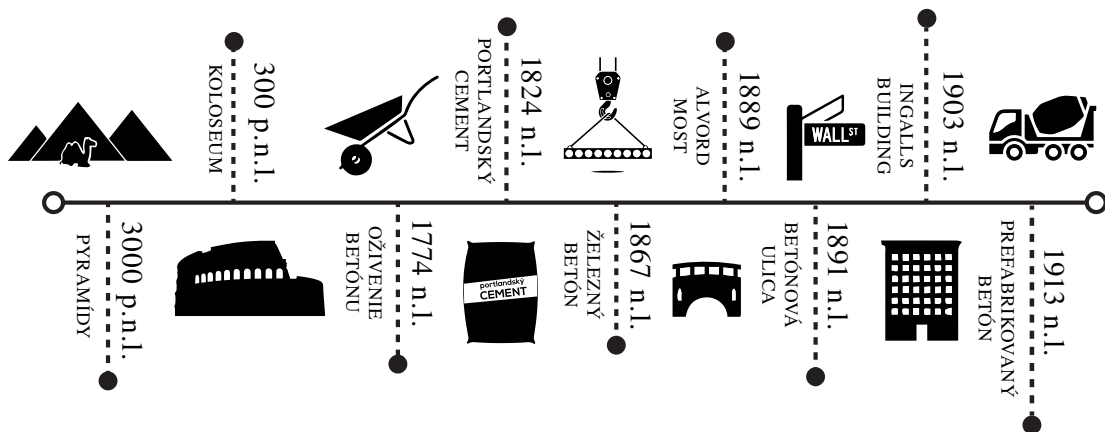 3000 p.n.l.
PYRAMÍDY
300 p.n.l.
KOLOSEUM
1774 n.l.
OŽIVENIE
BETÓNU
1824 n.l.
PORTLANDSKÝ
CEMENT
portlandský
CEMENT
1867 n.l.
ŽELEZNÝ
BETÓN
1889 n.l.
ALVORD
MOST
1891 n.l.
BETÓNOVÁ
ULICA
WALL ST
1903 n.l.
INGALLS
BUILDING
1913 n.l.
PREFABRIKOVANÝ
BETÓN